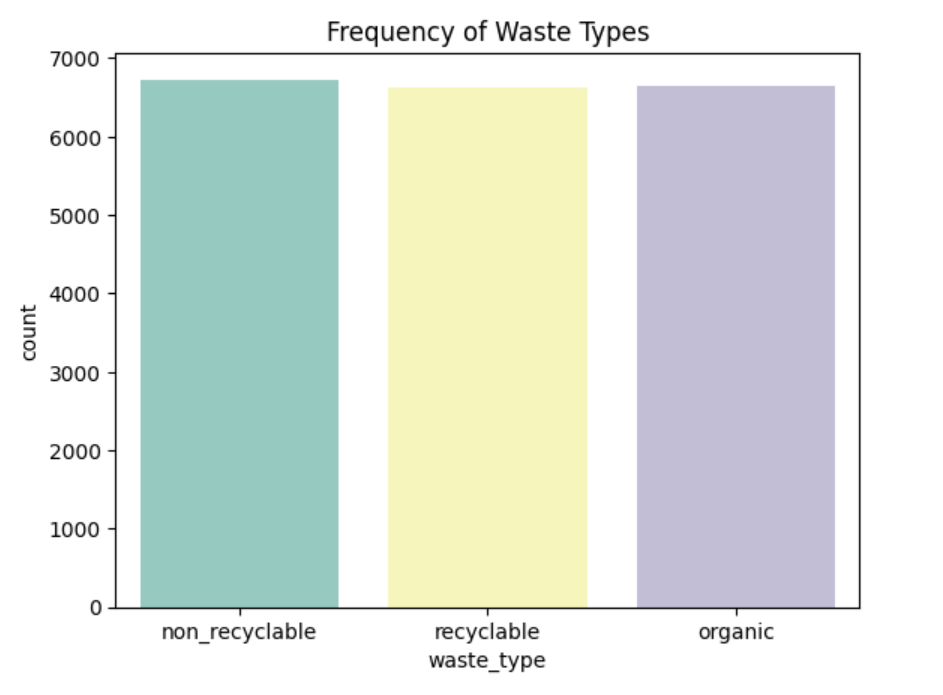 Frequency of Waste Types
7000
6000
5000
4000
3000
2000
1000
0
count
non_recyclable recyclable organic
waste_type